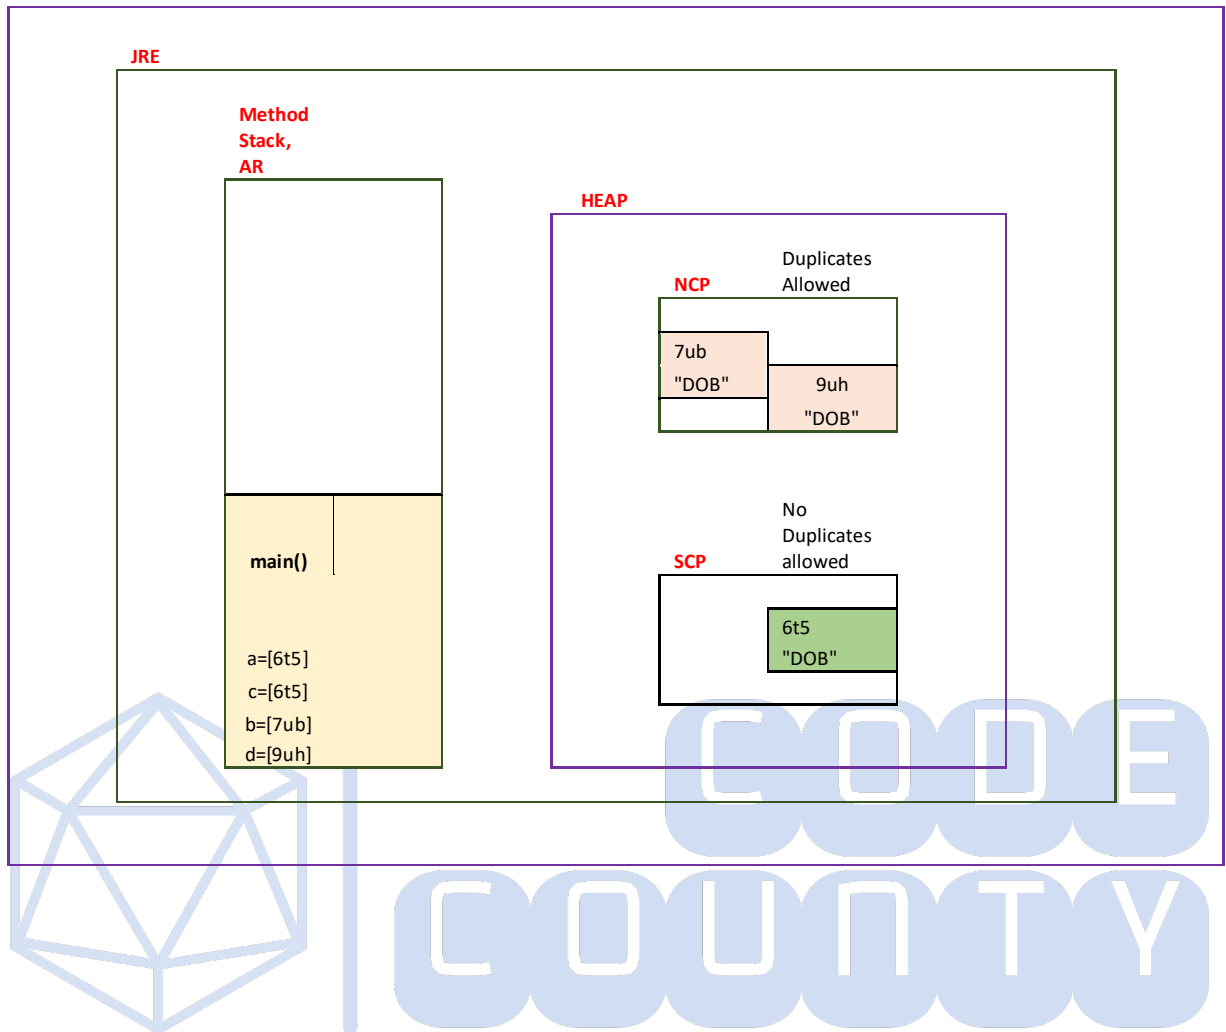 JRE
Method
Stack,
AR
HEAP
Duplicates
Allowed
NCP
7ub
"DOB"
9uh
"DOB"
No
Duplicates
allowed
SCP
6t5
"DOB"
main()
a=[6t5]
c=[6t5]
b=[7ub]
d=[9uh]
CODE
COUNTY